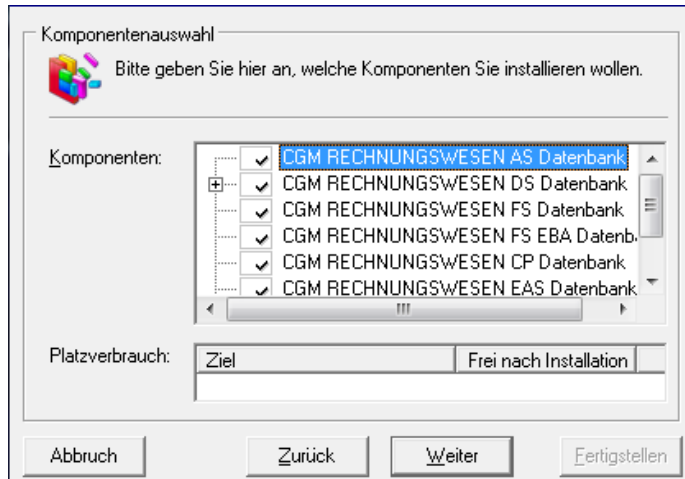 Komponentenauswahl
Bitte geben Sie hier an, welche Komponenten Sie installieren wollen.
Komponenten:
CGM RECHNUNGSWESEN AS Datenbank
CGM RECHNUNGSWESEN DS Datenbank
CGM RECHNUNGSWESEN FS Datenbank
CGM RECHNUNGSWESEN FS EBA Datenb
CGM RECHNUNGSWESEN CP Datenbank
CGM RECHNUNGSWESEN EAS Datenbank
Platzverbrauch:
Ziel Frei nach Installation
Abbruch Zurück Weiter Fertigstellen